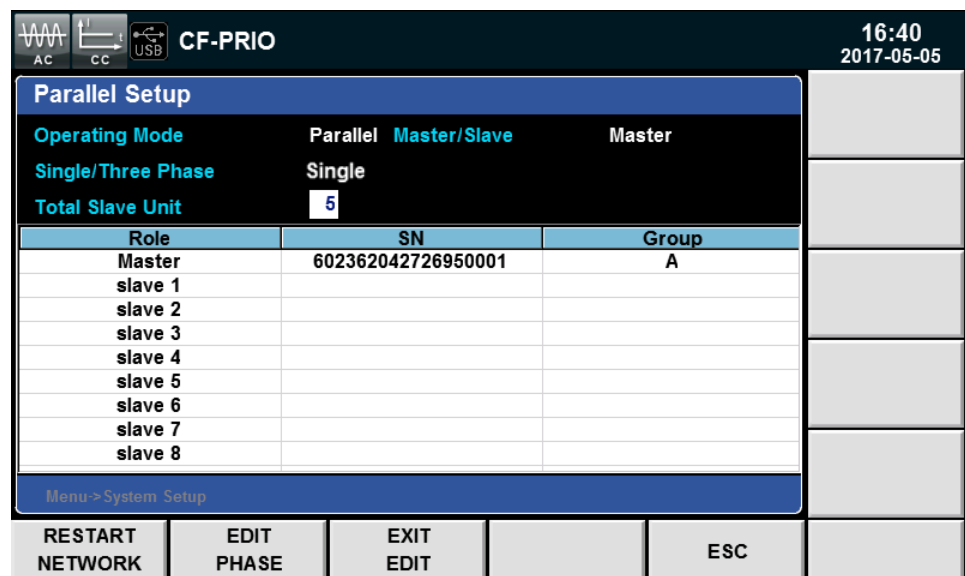 AC CC USB CF-PRIO 16:40
2017-05-05
Parallel Setup
Operating Mode Parallel Master/Slave Master
Single/Three Phase Single
Total Slave Unit 5
Role SN Group
Master 602362042726950001 A
slave 1
slave 2
slave 3
slave 4
slave 5
slave 6
slave 7
slave 8
Menu->System Setup
RESTART NETWORK EDIT PHASE EXIT EDIT ESC